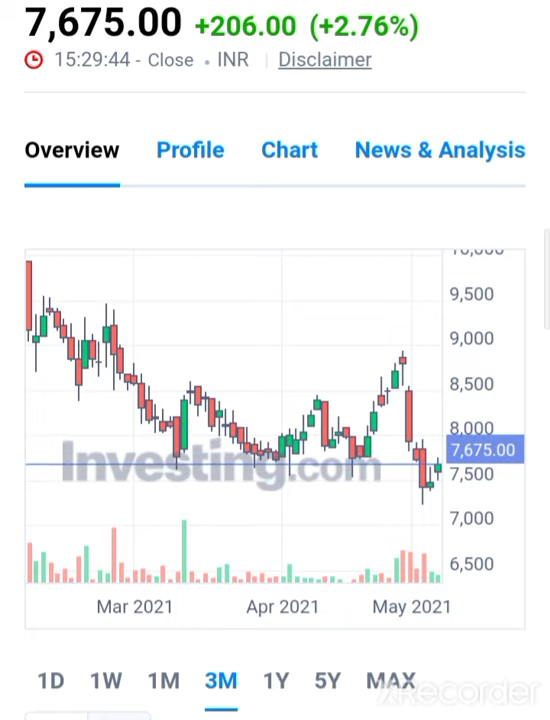 7,675.00 +206.00 (+2.76%)
15:29:44 - Close • INR Disclaimer
Overview Profile Chart News & Analysis
10,000
9,500
9,000
8,500
8,000
7,675.00
Investing.com
7,500
7,000
6,500
Mar 2021 Apr 2021 May 2021
1D 1W 1M 3M 1Y 5Y MAX
XRecorder